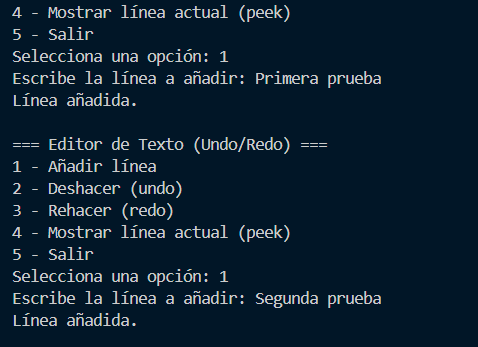 4 - Mostrar línea actual (peek)
5 - Salir
Selecciona una opción: 1
Escribe la línea a añadir: Primera prueba
Línea añadida.

=== Editor de Texto (Undo/Redo) ===
1 - Añadir línea
2 - Deshacer (undo)
3 - Rehacer (redo)
4 - Mostrar línea actual (peek)
5 - Salir
Selecciona una opción: 1
Escribe la línea a añadir: Segunda prueba
Línea añadida.